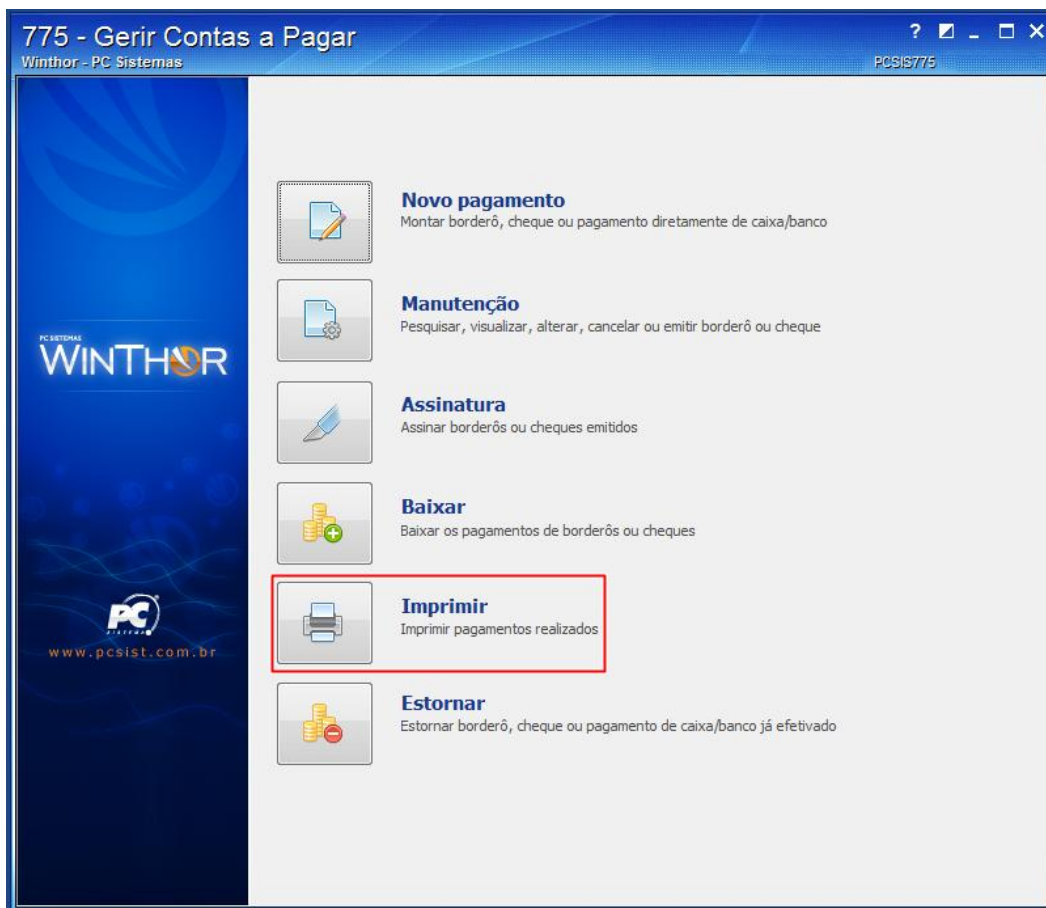 775 - Gerir Contas a Pagar
Winthor - PC Sistemas
PCSIS775
Novo pagamento
Montar borderô, cheque ou pagamento diretamente de caixa/banco
Manutenção
Pesquisar, visualizar, alterar, cancelar ou emitir borderô ou cheque
PC SISTEMAS
WINTHOR
Assinatura
Assinar borderôs ou cheques emitidos
Baixar
Baixar os pagamentos de borderôs ou cheques
Imprimir
Imprimir pagamentos realizados
PC
SISTEMAS
www.pcsist.com.br
Estornar
Estornar borderô, cheque ou pagamento de caixa/banco já efetivado